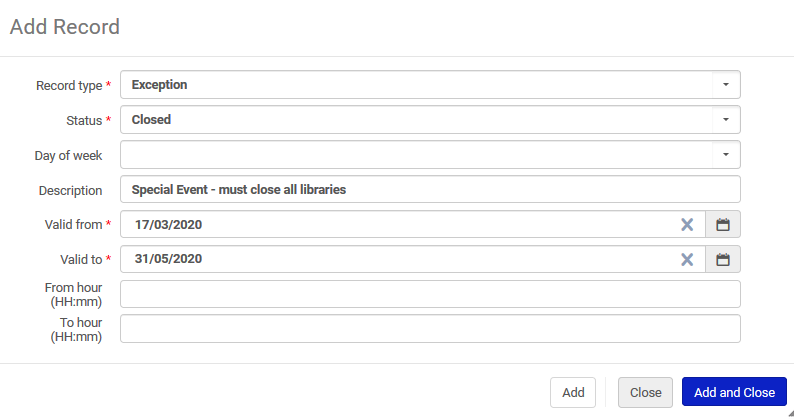 Add Record
Record type * Exception
Status * Closed
Day of week
Description Special Event - must close all libraries
Valid from * 17/03/2020
Valid to * 31/05/2020
From hour
(HH:mm)
To hour
(HH:mm)
Add Close Add and Close